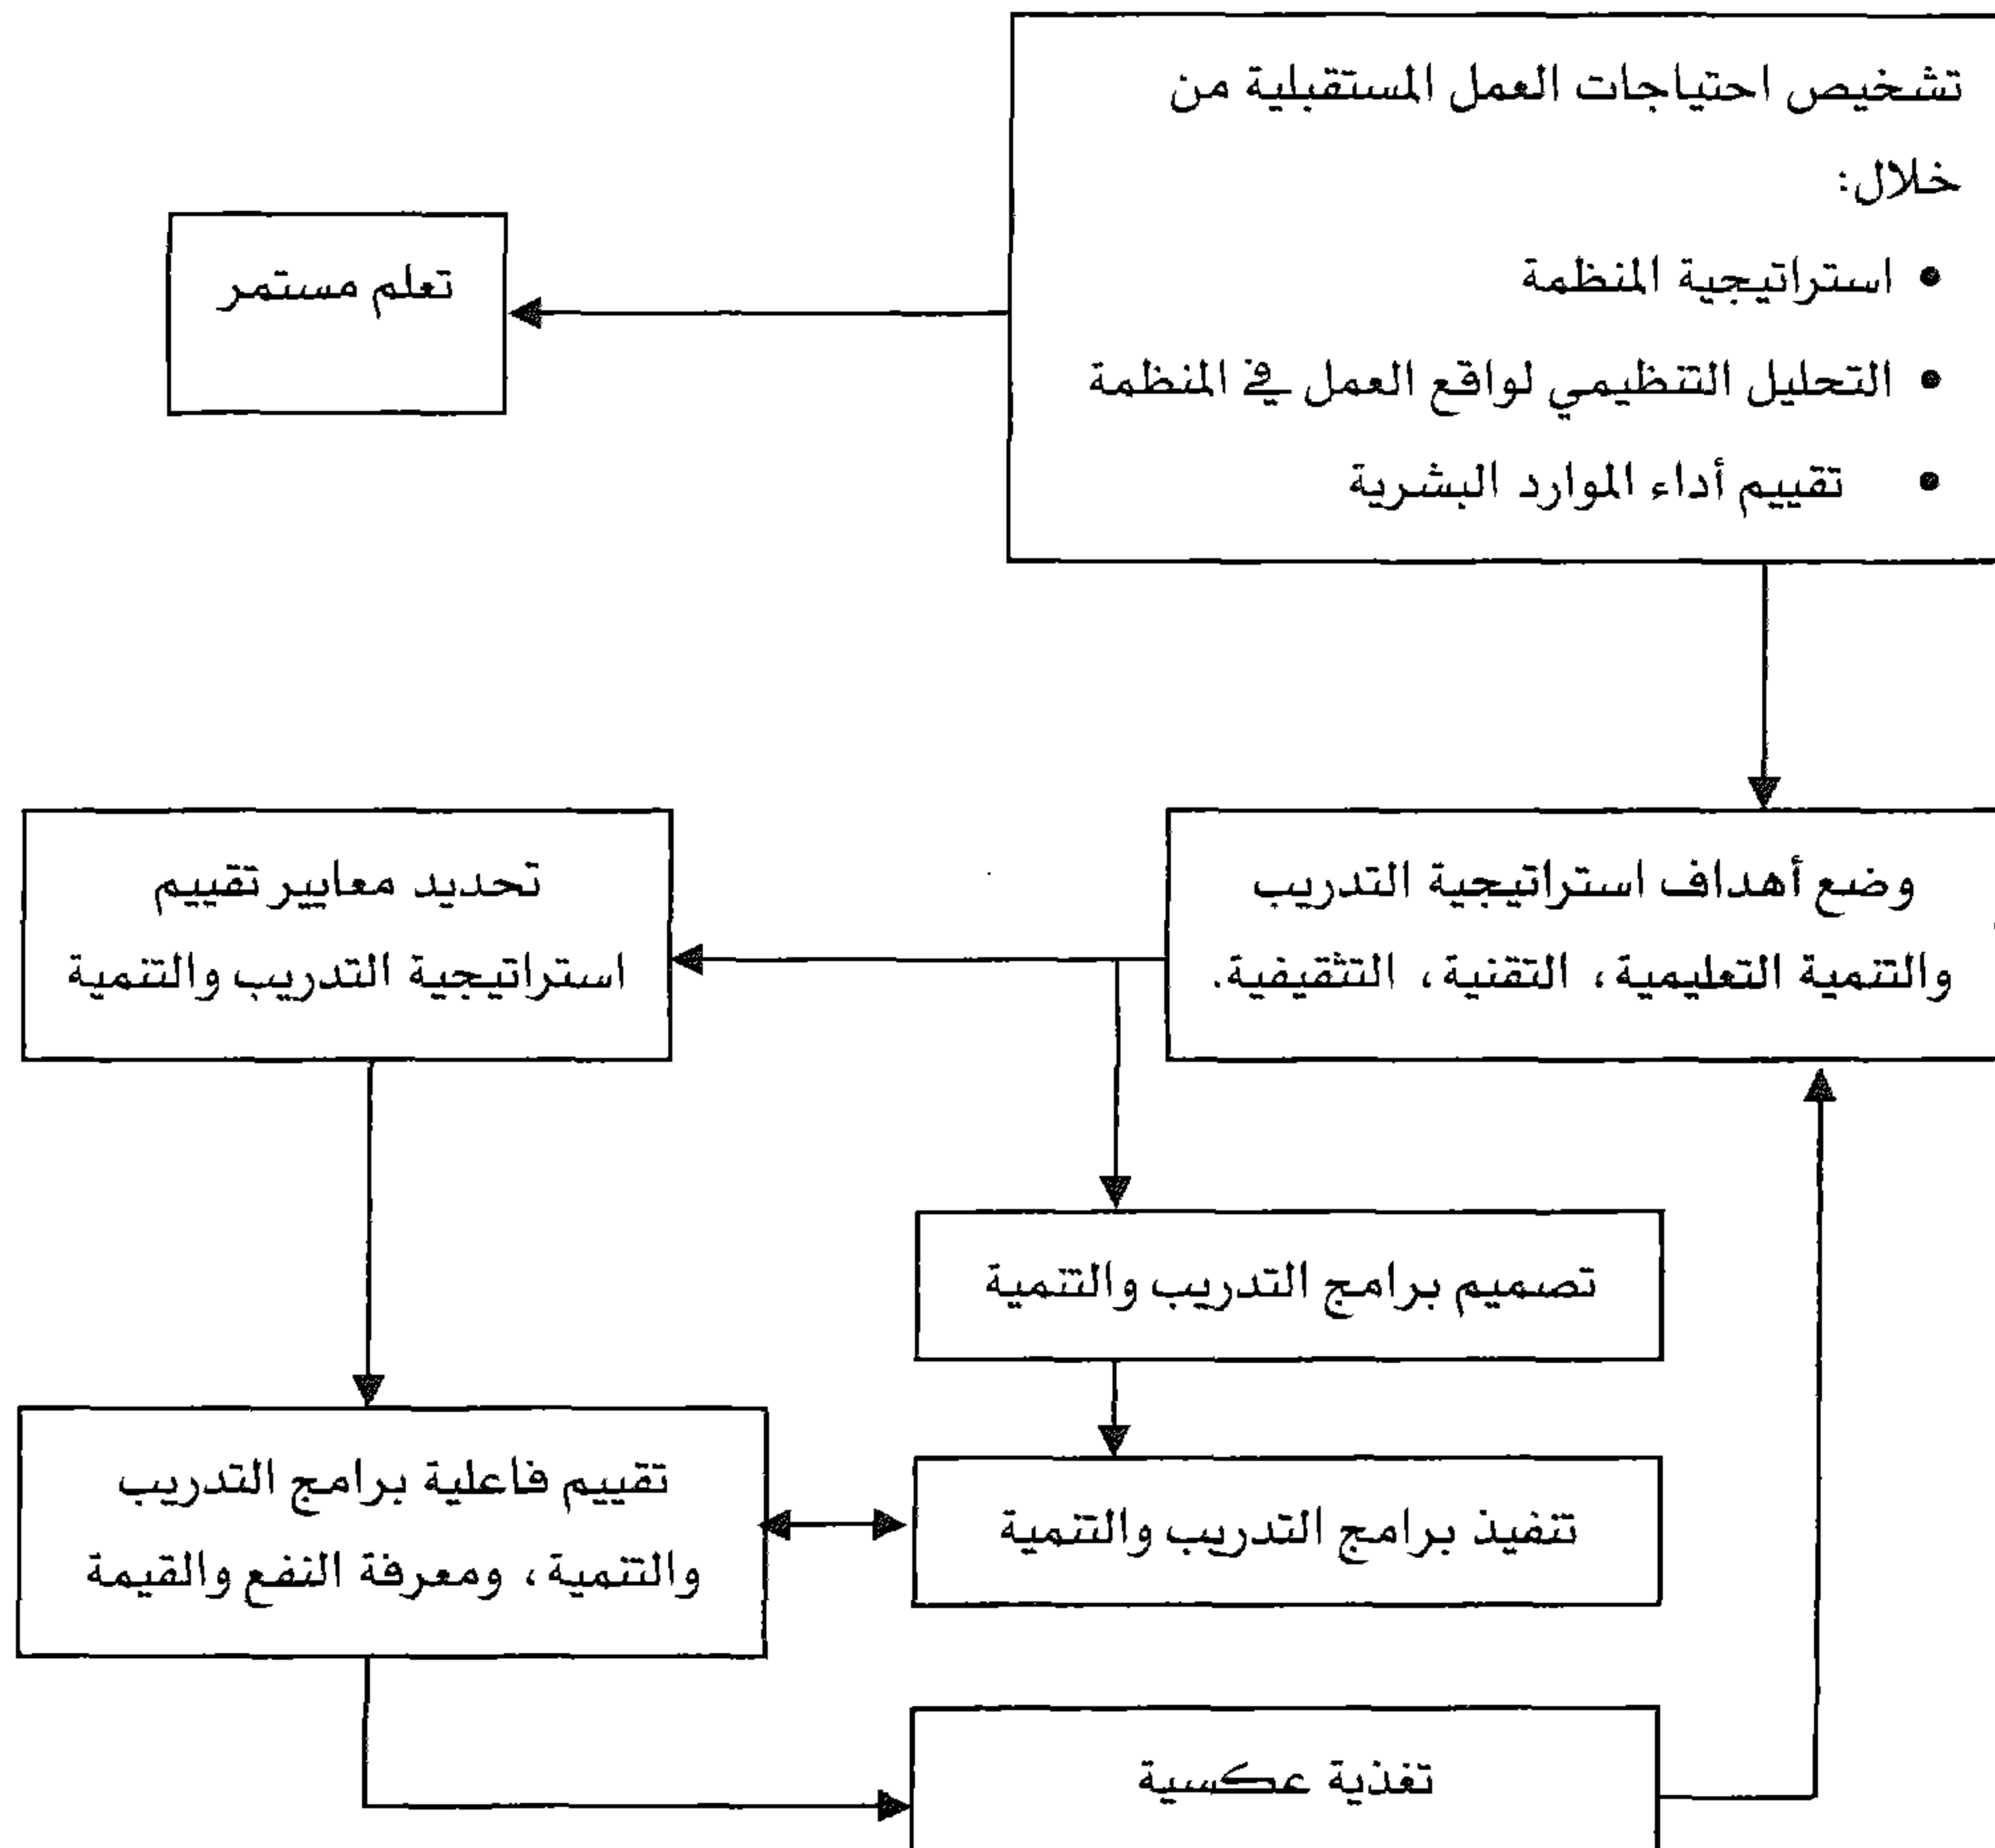 تشخيص احتياجات العمل المستقبلية من
خلال:
• استراتيجية المنظمة
• التحليل التنظيمي لواقع العمل في المنظمة
• تقييم أداء الموارد البشرية
تعلم مستمر
وضع أهداف استراتيجية التدريب
والتنمية التعليمية، التقنية، التثقيفية.
تحديد معايير تقييم
استراتيجية التدريب والتنمية
تصميم برامج التدريب والتنمية
تنفيذ برامج التدريب والتنمية
تقييم فاعلية برامج التدريب
والتنمية، ومعرفة النفع والقيمة
تغذية عكسية